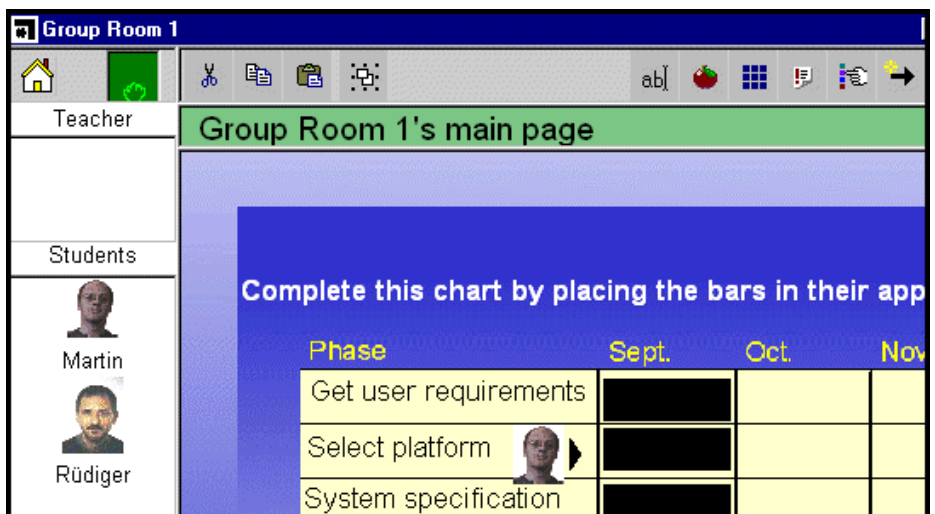 Group Room 1
ab
Teacher
Group Room 1's main page
Students
Complete this chart by placing the bars in their app
Martin
Phase Sept. Oct. Nov
Get user requirements
Select platform
Rüdiger
System specification